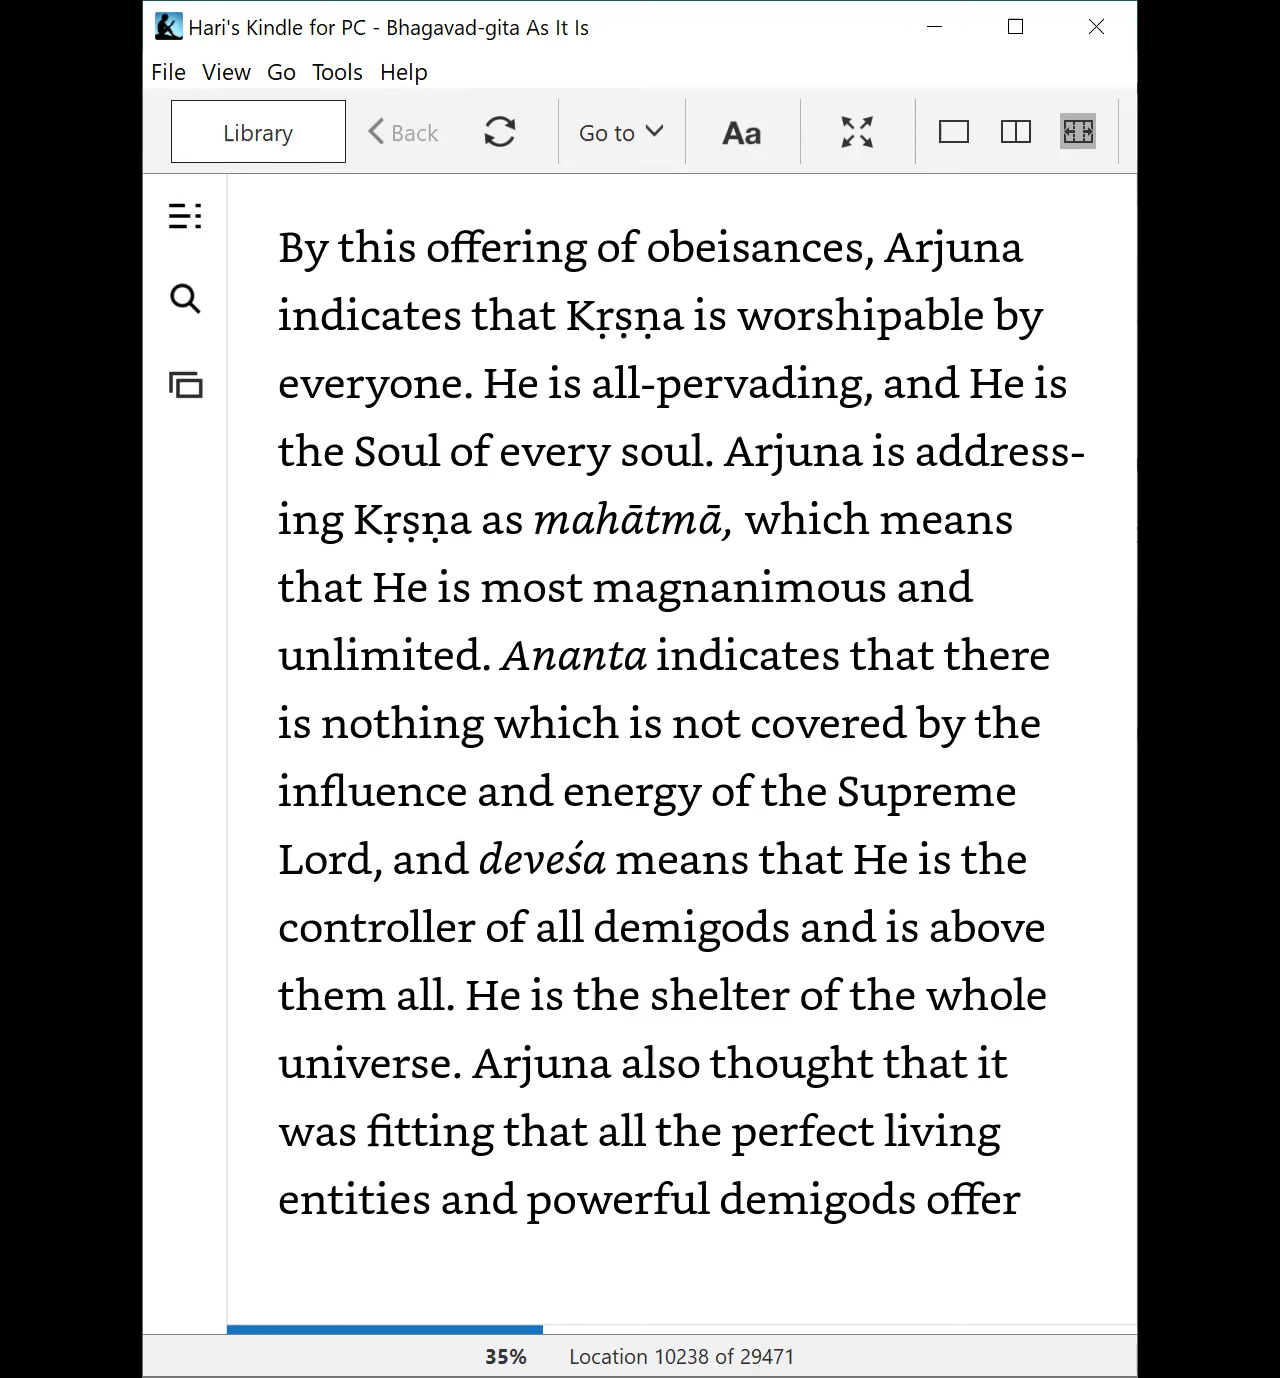 Hari's Kindle for PC - Bhagavad-gita As It Is
File View Go Tools Help
Library Back Go to Aa
By this offering of obeisances, Arjuna
indicates that Kṛṣṇa is worshipable by
everyone. He is all-pervading, and He is
the Soul of every soul. Arjuna is address-
ing Kṛṣṇa as mahātmā, which means
that He is most magnanimous and
unlimited. Ananta indicates that there
is nothing which is not covered by the
influence and energy of the Supreme
Lord, and deveśa means that He is the
controller of all demigods and is above
them all. He is the shelter of the whole
universe. Arjuna also thought that it
was fitting that all the perfect living
entities and powerful demigods offer
35% Location 10238 of 29471